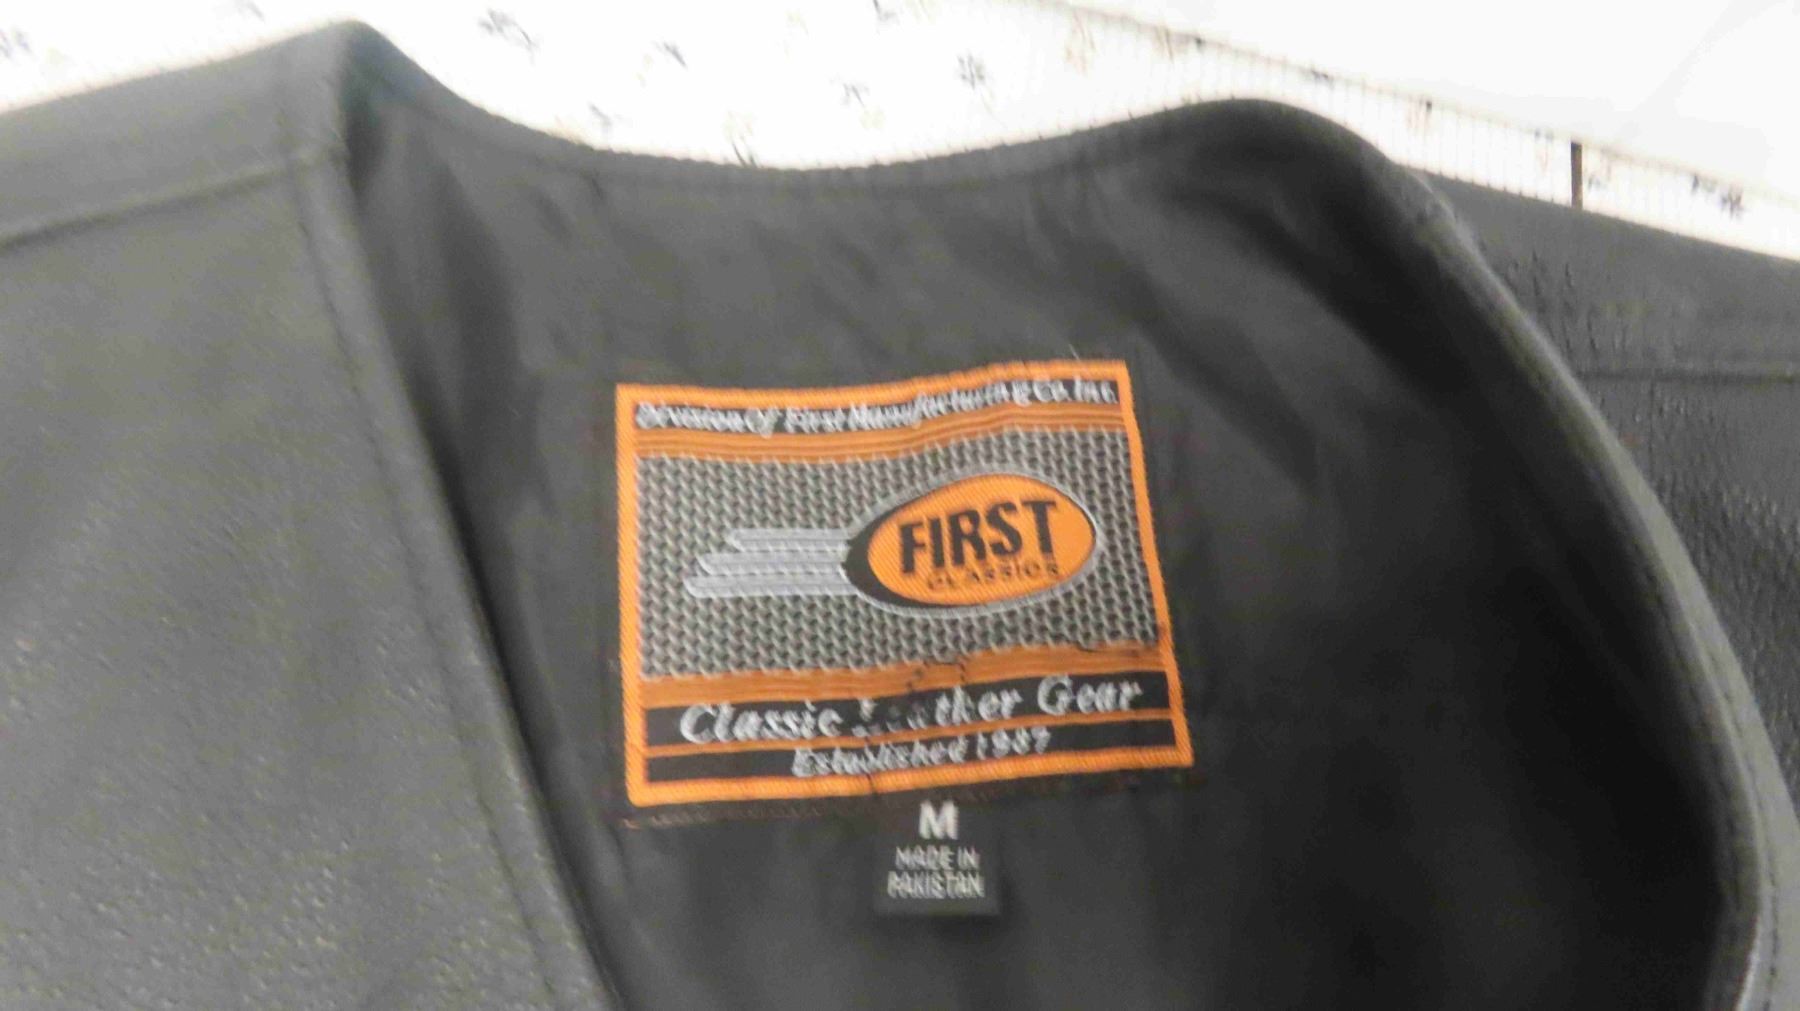 Division Of First Manufacturing Co. Inc.
FIRST
CLASSICS
Classic Leather Gear
Established 1987
M
MADE IN
PAKISTAN